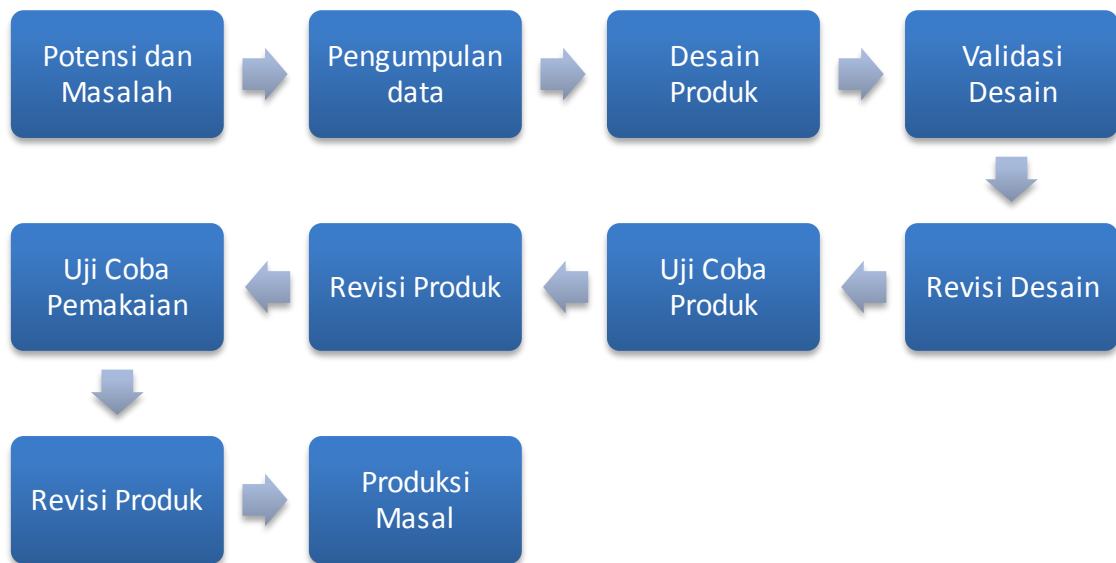 Potensi dan
Masalah
Pengumpulan
data
Desain
Produk
Validasi
Desain
Revisi Desain
Uji Coba
Produk
Revisi Produk
Uji Coba
Pemakaian
Revisi Produk
Produksi
Masal